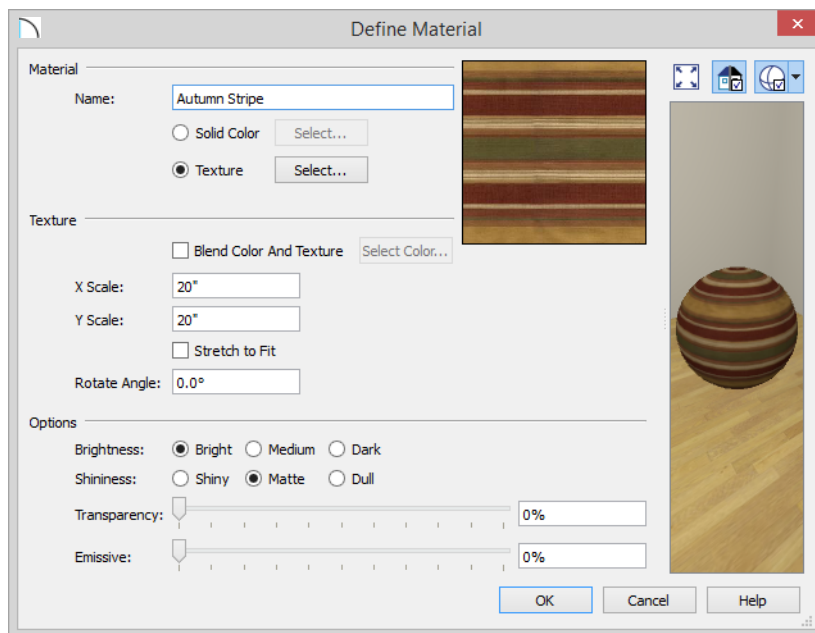 Define Material
Material
Name: Autumn Stripe
Solid Color Select...
Texture Select...
Texture
Blend Color And Texture Select Color...
X Scale: 20"
Y Scale: 20"
Stretch to Fit
Rotate Angle: 0.0°
Options
Brightness: Bright Medium Dark
Shininess: Shiny Matte Dull
Transparency: 0%
Emissive: 0%
OK Cancel Help